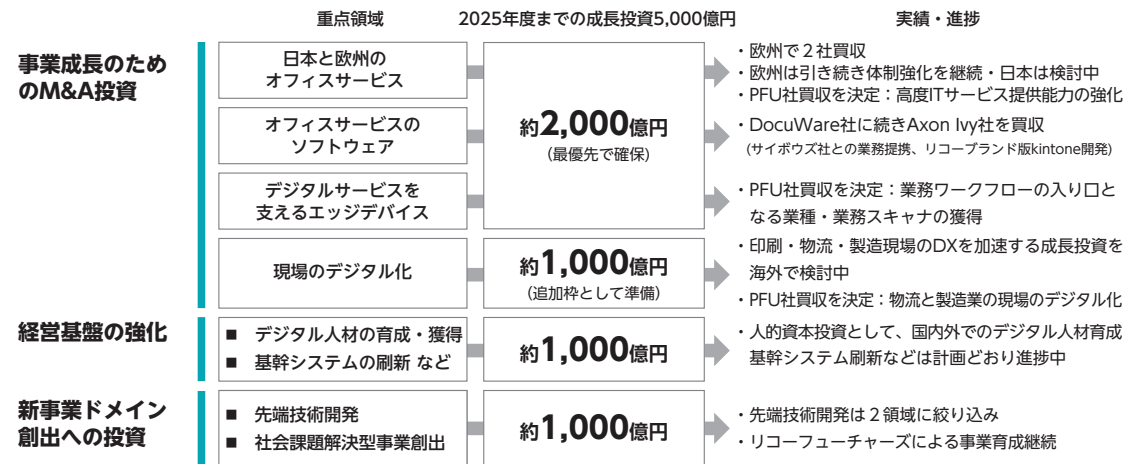 重点領域
2025年度までの成長投資5,000億円
実績・進捗
事業成長のため
のM&A投資
日本と欧州の
オフィスサービス
オフィスサービスの
ソフトウェア
デジタルサービスを
支えるエッジデバイス
現場のデジタル化
約2,000億円
(最優先で確保)
約1,000億円
(追加枠として準備)
・欧州で2社買収
・欧州は引き続き体制強化を継続・日本は検討中
・PFU社買収を決定：高度ITサービス提供能力の強化
・DocuWare社に続きAxon Ivy社を買収
(サイボウズ社との業務提携、リコーブランド版kintone開発)
・PFU社買収を決定：業務ワークフローの入り口と
なる業種・業務スキャナの獲得
・印刷・物流・製造現場のDXを加速する成長投資を
海外で検討中
・PFU社買収を決定：物流と製造業の現場のデジタル化
経営基盤の強化
■ デジタル人材の育成・獲得
■ 基幹システムの刷新 など
約1,000億円
・人的資本投資として、国内外でのデジタル人材育成
基幹システム刷新などは計画どおり進捗中
新事業ドメイン
創出への投資
■ 先端技術開発
■ 社会課題解決型事業創出
約1,000億円
・先端技術開発は2領域に絞り込み
・リコーフューチャーズによる事業育成継続